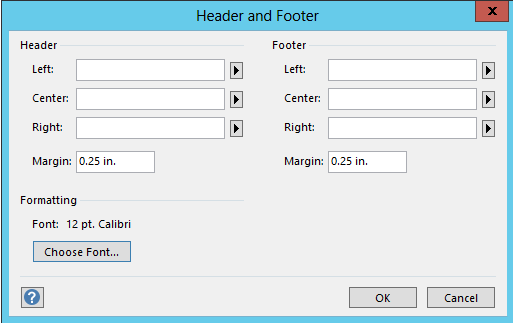 Header and Footer
Header
Left:
Center:
Right:
Margin: 0.25 in.
Footer
Left:
Center:
Right:
Margin: 0.25 in.
Formatting
Font: 12 pt. Calibri
Choose Font...
?
OK
Cancel